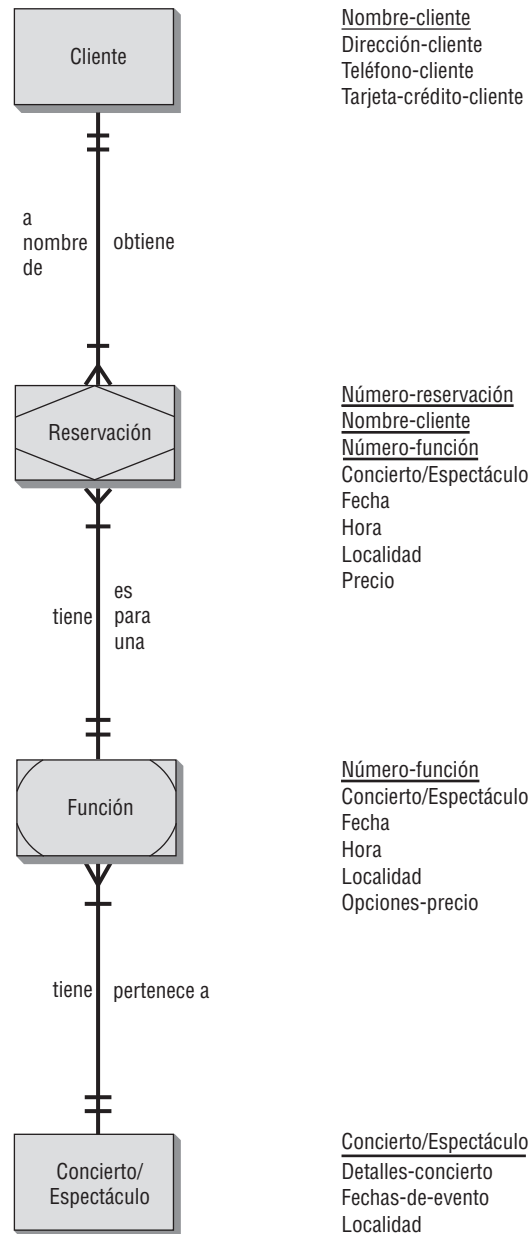 Cliente
Nombre-cliente
Dirección-cliente
Teléfono-cliente
Tarjeta-crédito-cliente
a
nombre
de
obtiene
Reservación
Número-reservación
Nombre-cliente
Número-función
Concierto/Espectáculo
Fecha
Hora
Localidad
Precio
tiene
es
para
una
Función
Número-función
Concierto/Espectáculo
Fecha
Hora
Localidad
Opciones-precio
tiene
pertenece a
Concierto/
Espectáculo
Concierto/Espectáculo
Detalles-concierto
Fechas-de-evento
Localidad